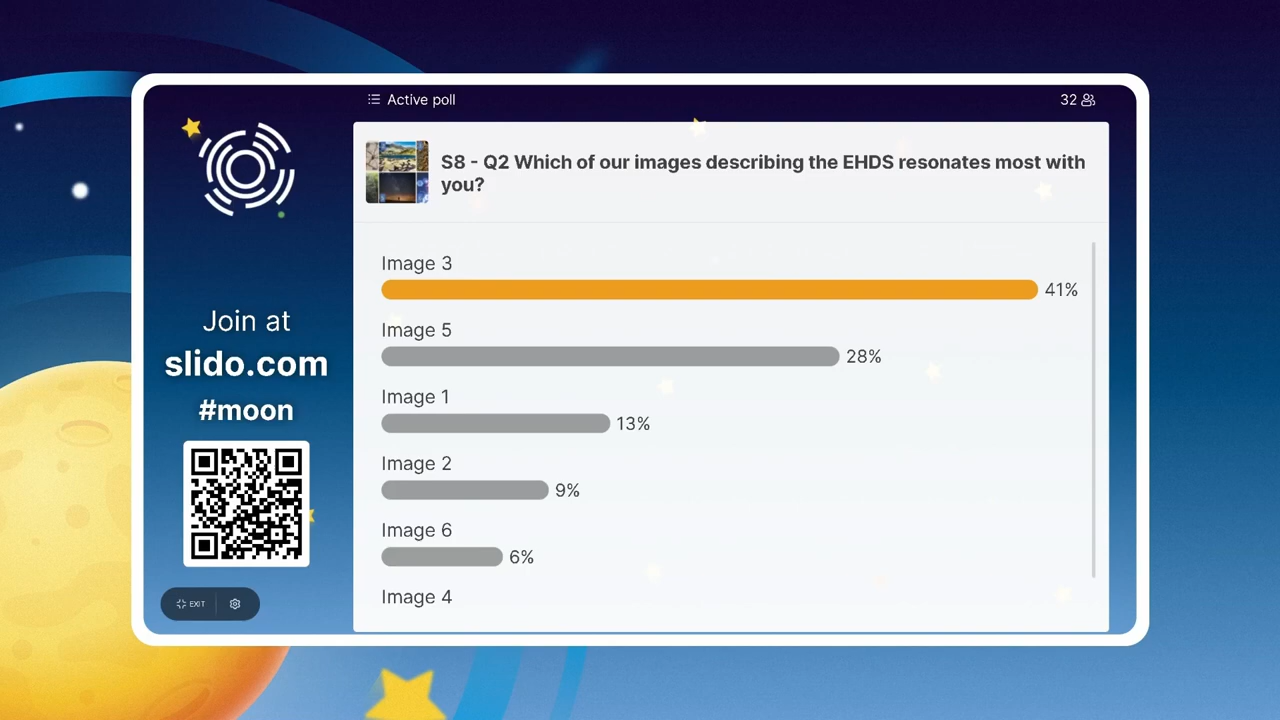 Active poll
32
S8 - Q2 Which of our images describing the EHDS resonates most with
you?
Image 3
41%
Image 5
28%
Image 1
13%
Image 2
9%
Image 6
6%
Image 4
Join at
slido.com
#moon
EXIT